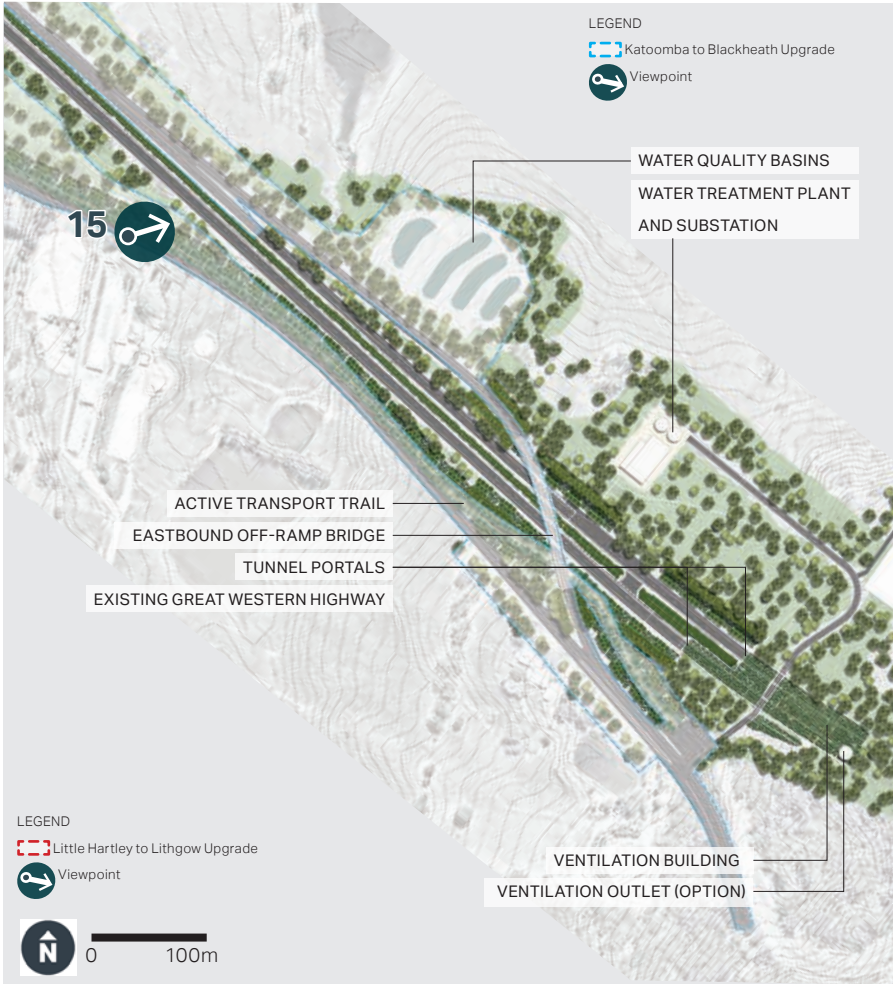 LEGEND
Katoomba to Blackheath Upgrade
Viewpoint
WATER QUALITY BASINS
WATER TREATMENT PLANT
AND SUBSTATION
15
ACTIVE TRANSPORT TRAIL
EASTBOUND OFF-RAMP BRIDGE
TUNNEL PORTALS
EXISTING GREAT WESTERN HIGHWAY
LEGEND
Little Hartley to Lithgow Upgrade
Viewpoint
VENTILATION BUILDING
VENTILATION OUTLET (OPTION)
N
0 100m